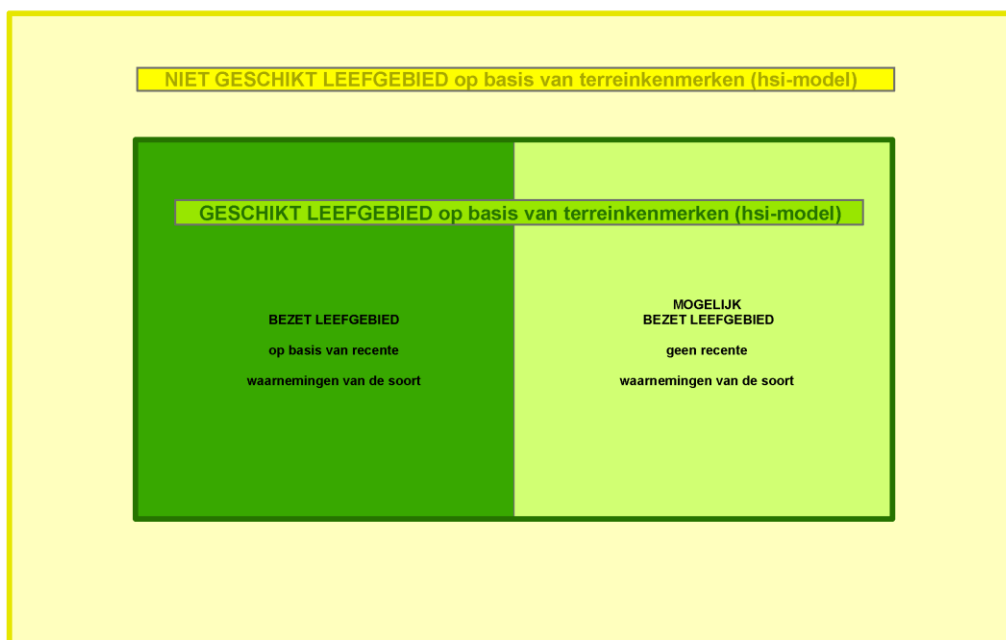 NIET GESCHIKT LEEFGEBIED op basis van terreinkenmerken (hsi-model)
GESCHIKT LEEFGEBIED op basis van terreinkenmerken (hsi-model)
BEZET LEEFGEBIED
op basis van recente
waarnemingen van de soort
MOGELIJK
BEZET LEEFGEBIED
geen recente
waarnemingen van de soort